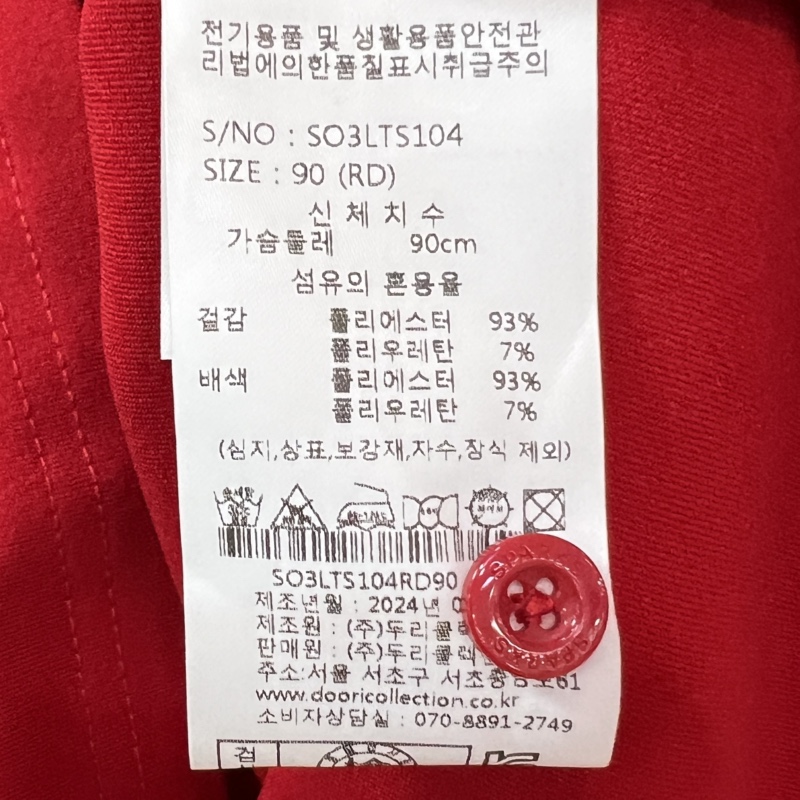 전기용품 및 생활용품안전관
리법에의한품질표시취급주의
S/NO : SO3LTS104
SIZE : 90 (RD)
신 체 치 수
가슴둘레 90cm
섬유의 혼용율
겉감 폴리에스터 93%
폴리우레탄 7%
배색 폴리에스터 93%
폴리우레탄 7%
(심지,상표,보강재,자수,장식 제외)
SO3LTS104RD90
제조년월 : 2024년
제조원 : (주)두리콜
판매원 : (주)두리콜렉
주소:서울 서초구 서초중앙로61
www.dooricollection.co.kr
소비자상담실 : 070-8891-2749